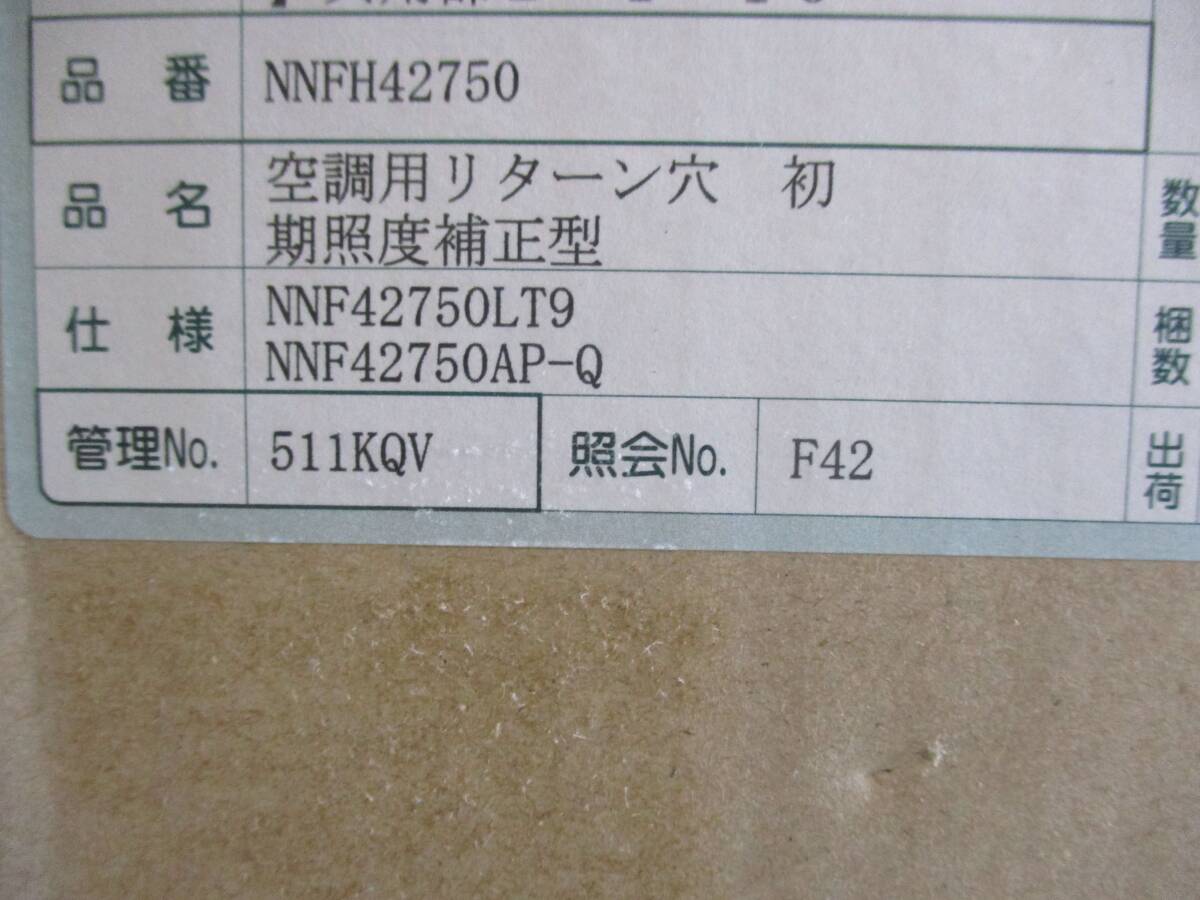 品番 NNFH42750
品名 空調用リターン穴 初
期照度補正型
数量
仕様 NNF42750LT9
NNF42750AP-Q
梱数
管理No. 511KQV 照会No. F42 出荷